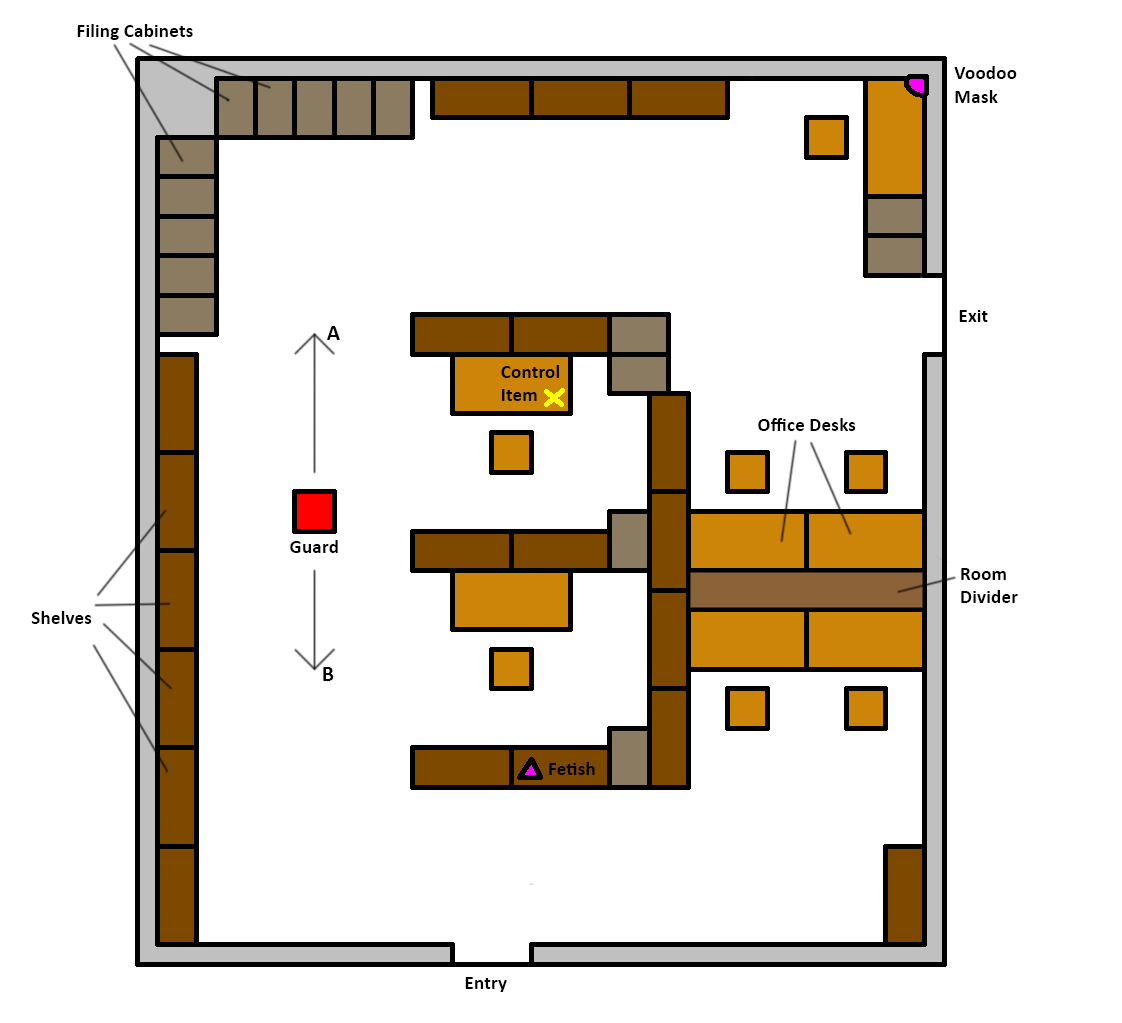 Filing Cabinets
Voodoo
Mask
Exit
A
Control
Item
Office Desks
Guard
Room
Divider
Shelves
B
Fetish
Entry